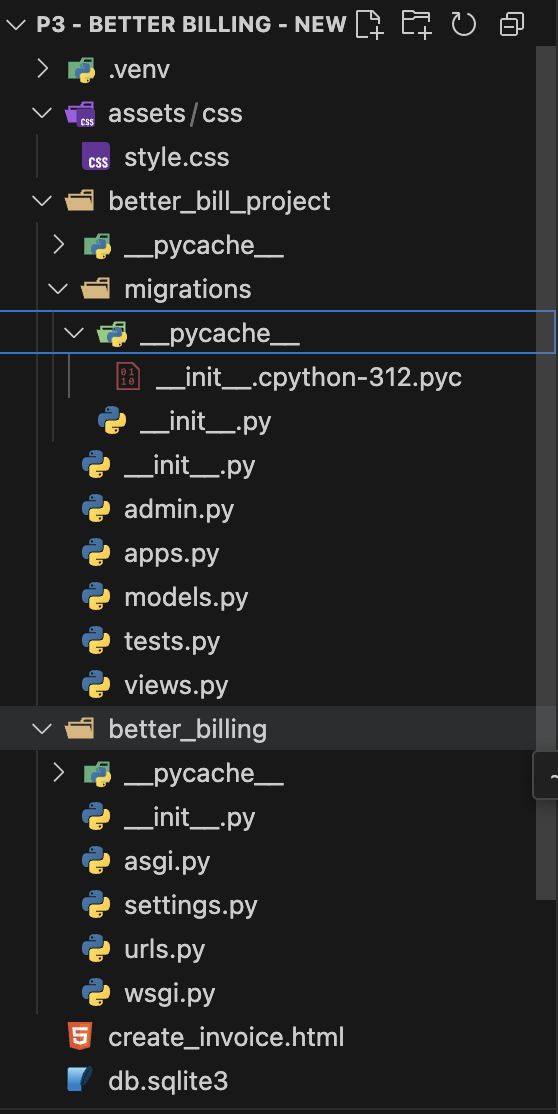 P3 - BETTER BILLING - NEW
.venv
assets / css
CSS
CSS style.css
better_bill_project
__pycache__
migrations
__pycache__
__init__.cpython-312.pyc
__init__.py
__init__.py
admin.py
apps.py
models.py
tests.py
views.py
better_billing
__pycache__
__init__.py
asgi.py
settings.py
urls.py
wsgi.py
create_invoice.html
db.sqlite3